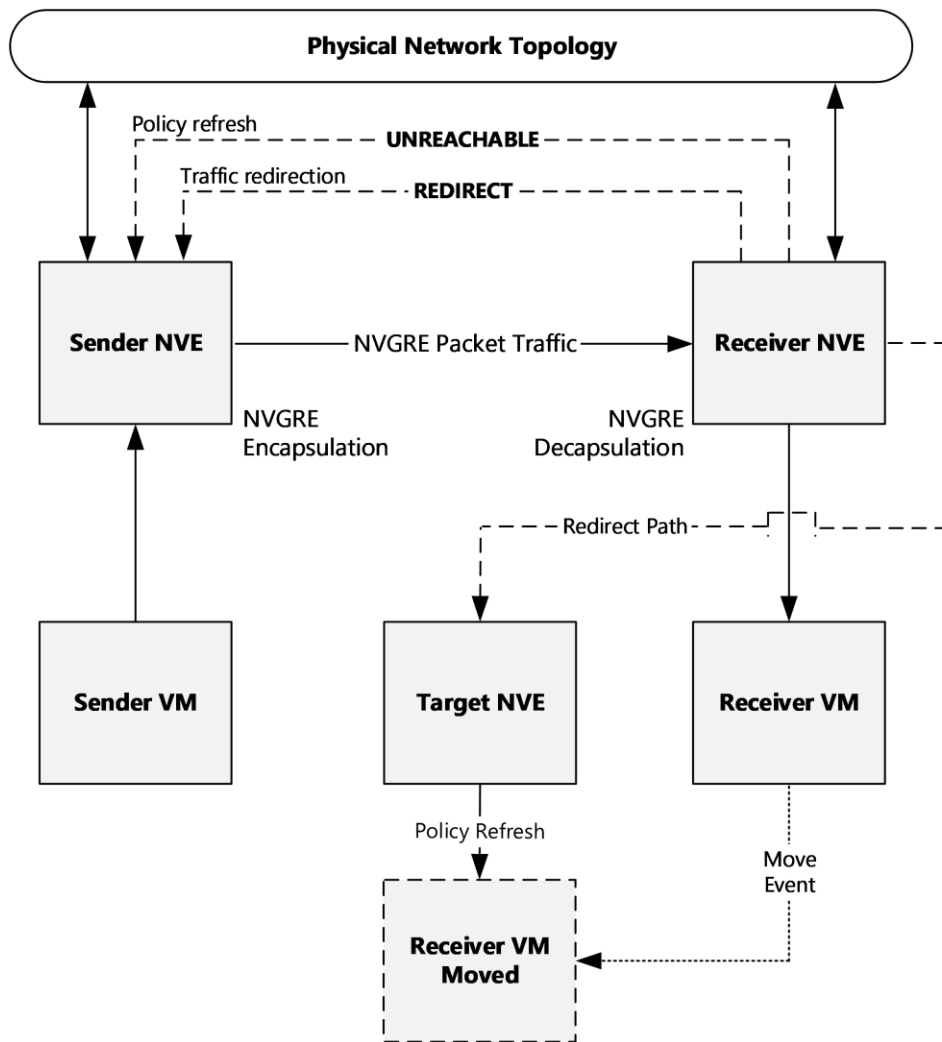 Physical Network Topology
Policy refresh
UNREACHABLE
Traffic redirection
REDIRECT
Sender NVE
NVGRE Packet Traffic
Receiver NVE
NVGRE
Encapsulation
NVGRE
Decapsulation
Redirect Path
Sender VM
Target NVE
Receiver VM
Policy Refresh
Move
Event
Receiver VM
Moved